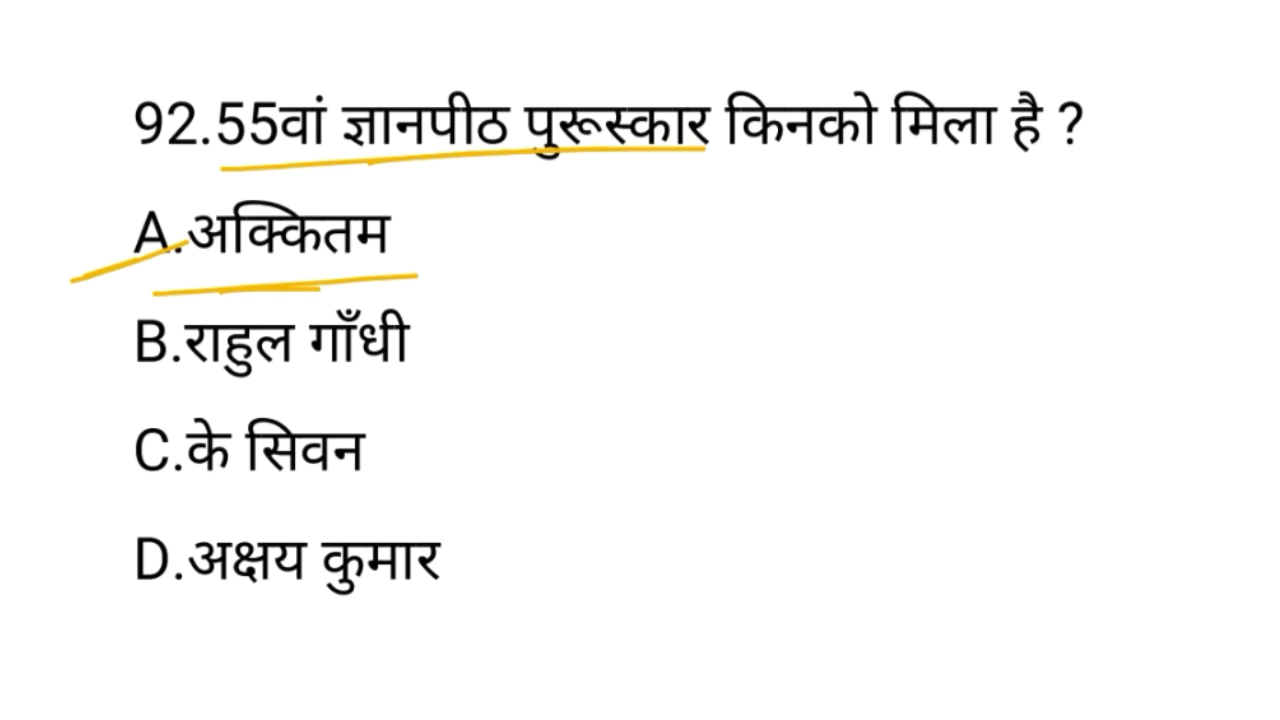 92.55वां ज्ञानपीठ पुरूस्कार किनको मिला है ?
A.अक्कितम
B.राहुल गाँधी
C.के सिवन
D.अक्षय कुमार